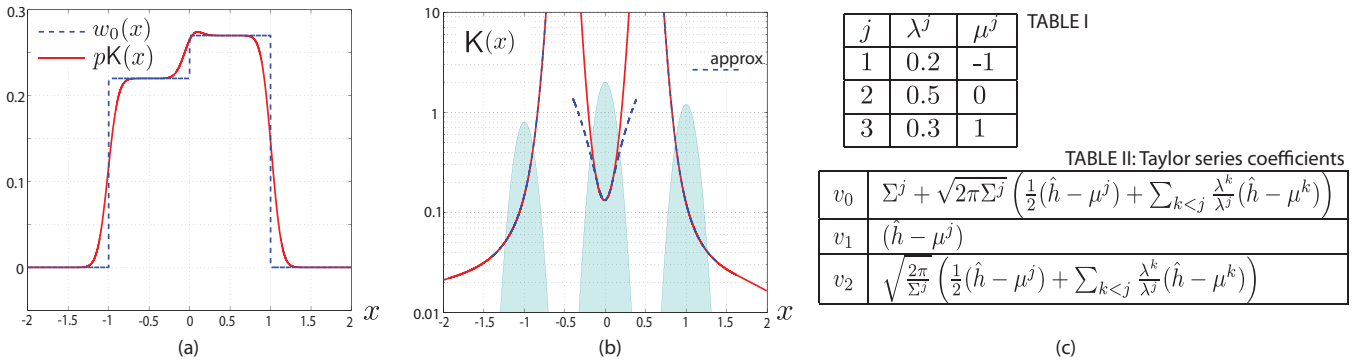 0.3
0.2
0.1
0
-2 -1.5 -1 -0.5 0 0.5 1 1.5 2
x
w₀(x)
pK(x)
(a)
10
1
0.1
0.01
-2 -1.5 -1 -0.5 0 0.5 1 1.5 2
x
K(x)
approx.
(b)
TABLE I
j λ^j μ^j
1 0.2 -1
2 0.5 0
3 0.3 1
TABLE II: Taylor series coefficients
v₀ Σ^j + √(2πΣ^j) (½(ĥ − μ^j) + ∑_{k<j} λ^k/λ^j (ĥ − μ^k))
v₁ (ĥ − μ^j)
v₂ √(2π/Σ^j) (½(ĥ − μ^j) + ∑_{k<j} λ^k/λ^j (ĥ − μ^k))
(c)